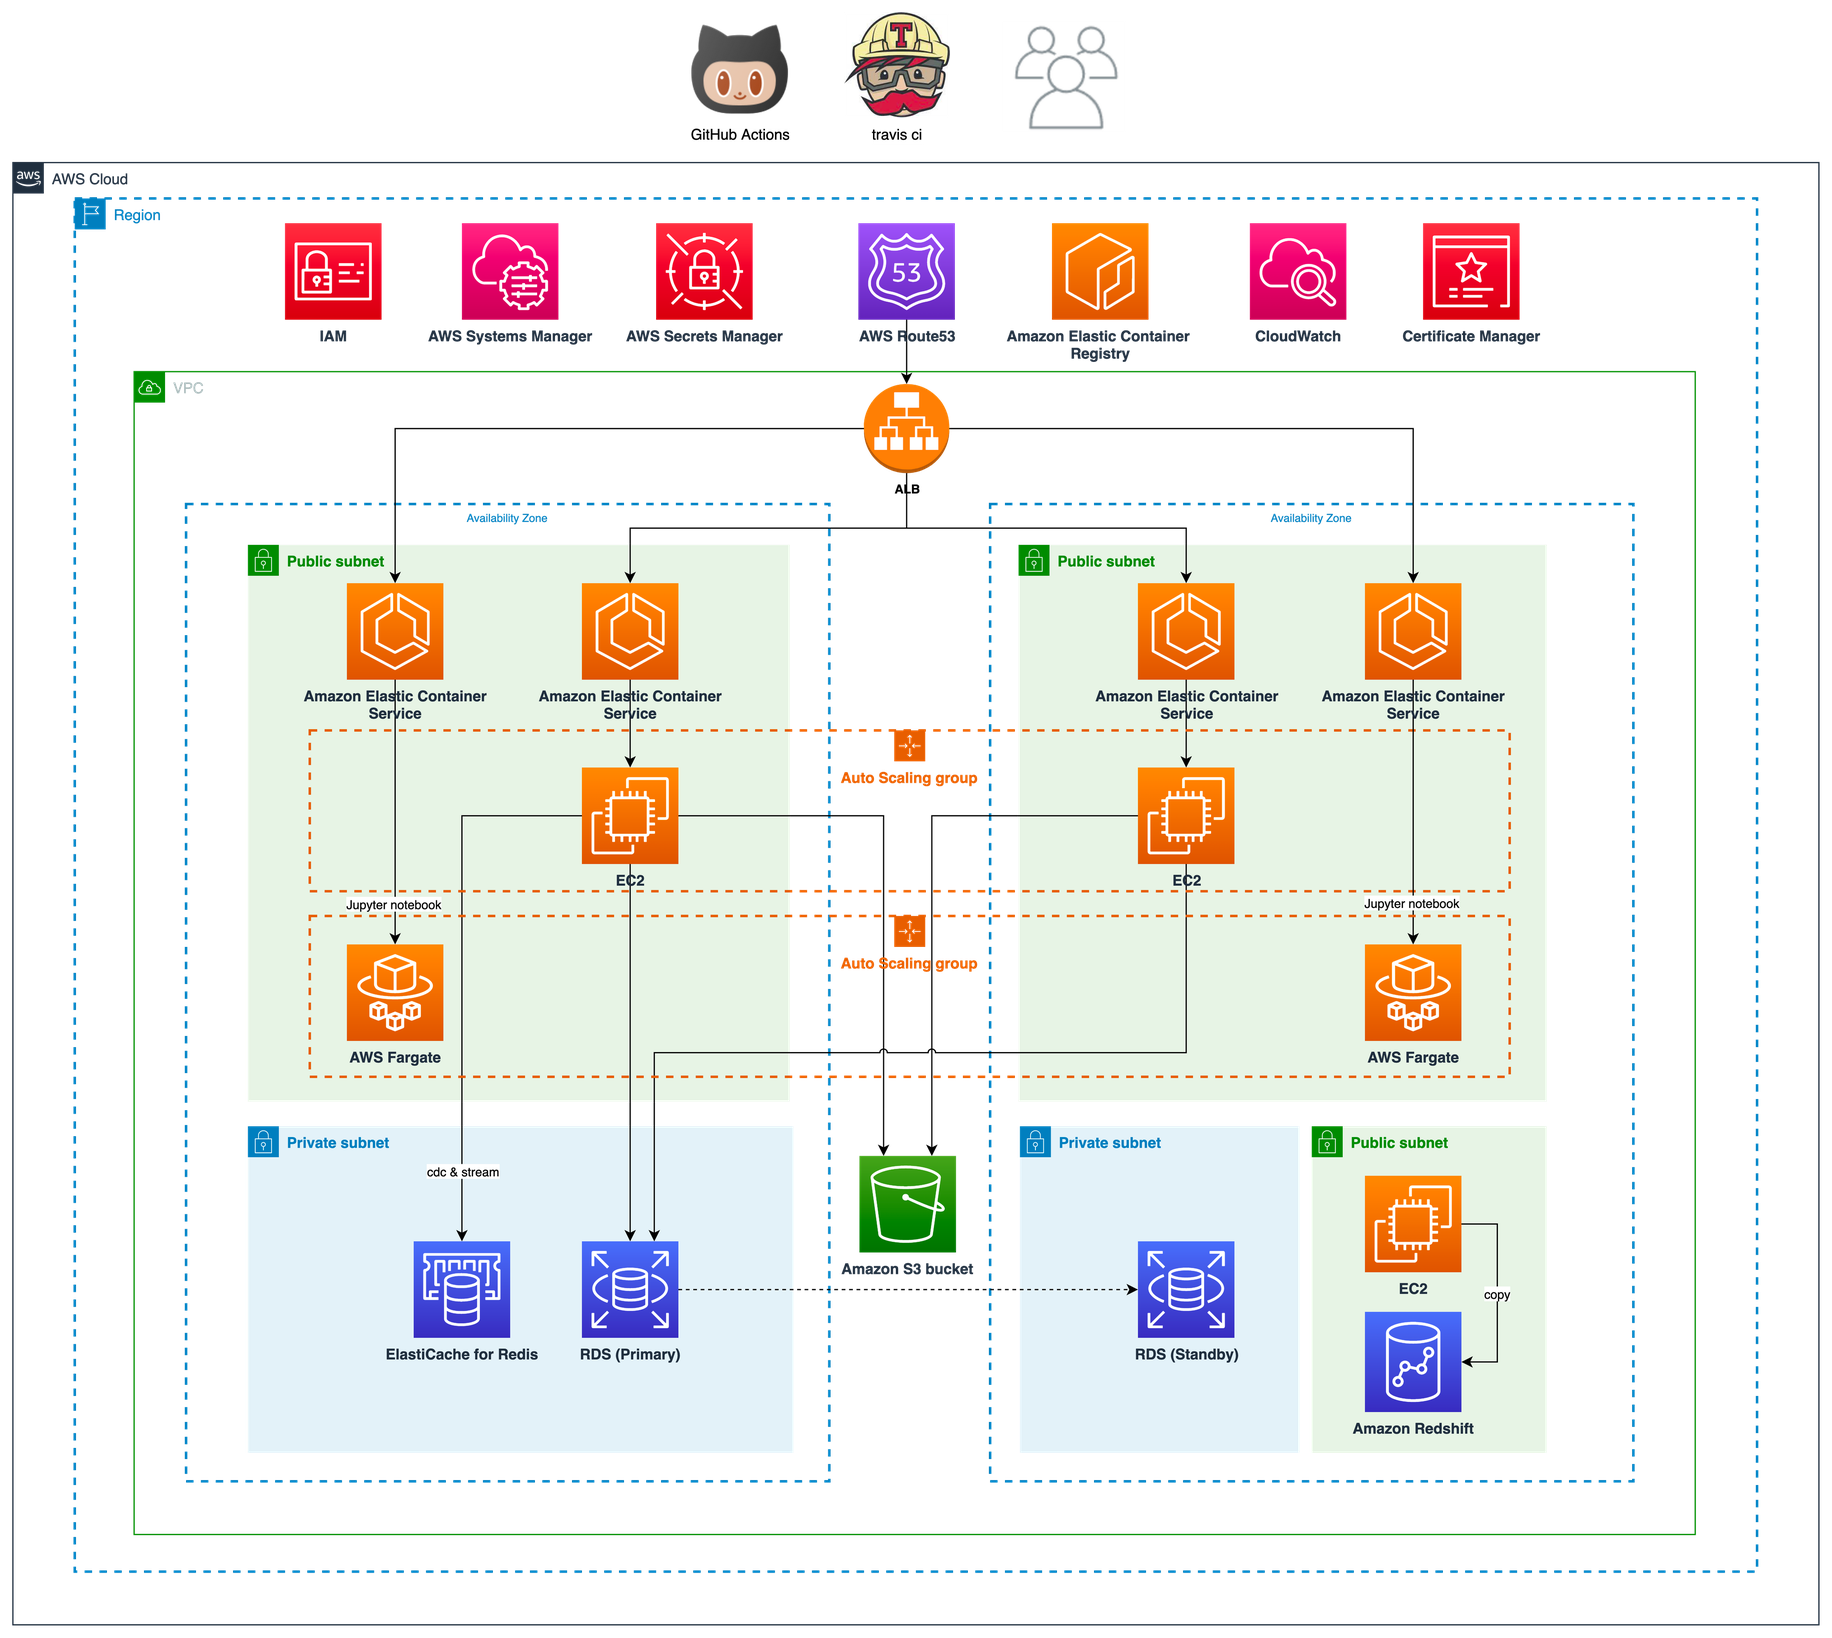 T
GitHub Actions
travis ci
aws
AWS Cloud
Region
53
IAM
AWS Systems Manager
AWS Secrets Manager
AWS Route53
Amazon Elastic Container
Registry
CloudWatch
Certificate Manager
VPC
ALB
Availability Zone
Availability Zone
Public subnet
Public subnet
Amazon Elastic Container
Service
Amazon Elastic Container
Service
Amazon Elastic Container
Service
Amazon Elastic Container
Service
Auto Scaling group
EC2
EC2
Jupyter notebook
Jupyter notebook
Auto Scaling group
AWS Fargate
AWS Fargate
Private subnet
Private subnet
Public subnet
cdc & stream
Amazon S3 bucket
EC2
copy
ElastiCache for Redis
RDS (Primary)
RDS (Standby)
Amazon Redshift